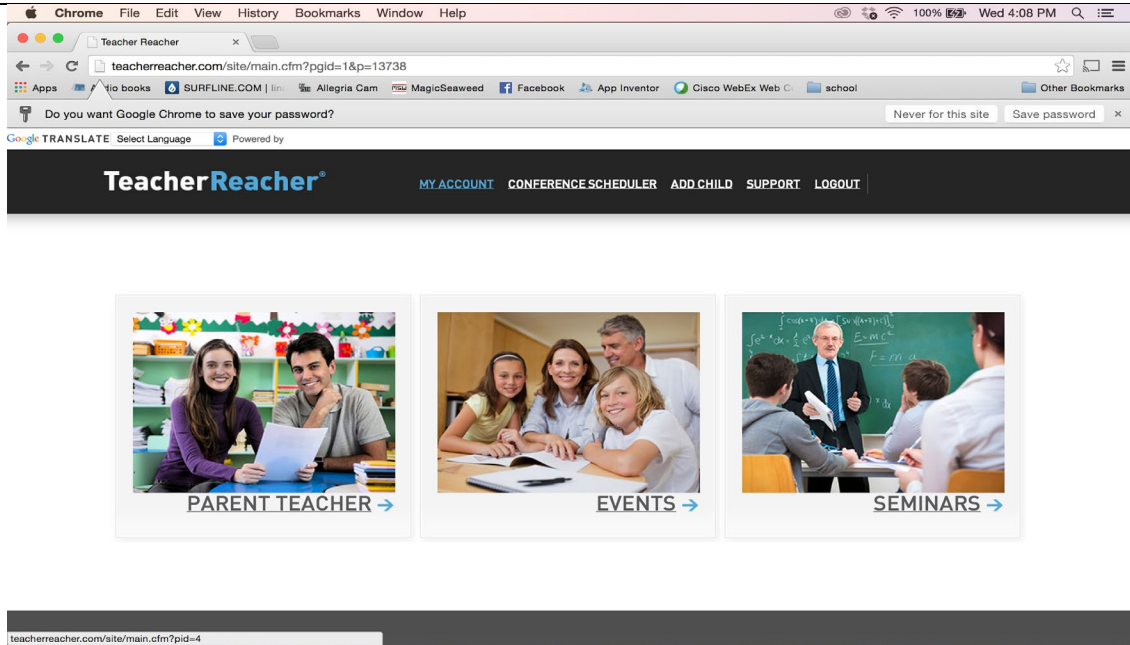 Chrome File Edit View History Bookmarks Window Help 100% Wed 4:08 PM
Teacher Reacher
teacherreacher.com/site/main.cfm?pgid=1&p=13738
Apps dio books SURFLINE.COM | lin Allegria Cam MSW MagicSeaweed Facebook App Inventor Cisco WebEx Web C school Other Bookmarks
Do you want Google Chrome to save your password? Never for this site Save password
Google TRANSLATE Select Language Powered by
TeacherReacher® MY ACCOUNT CONFERENCE SCHEDULER ADD CHILD SUPPORT LOGOUT
E=mc²
F=ma
PARENT TEACHER → EVENTS → SEMINARS →
teacherreacher.com/site/main.cfm?pid=4